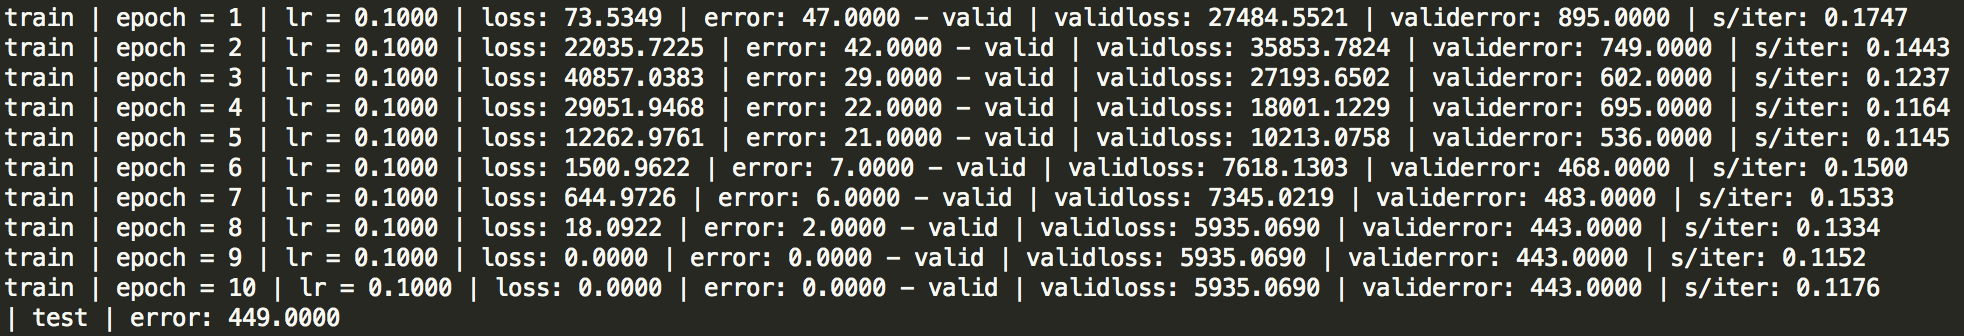 train | epoch = 1 | lr = 0.1000 | loss: 73.5349 | error: 47.0000 - valid | validloss: 27484.5521 | validerror: 895.0000 | s/iter: 0.1747
train | epoch = 2 | lr = 0.1000 | loss: 22035.7225 | error: 42.0000 - valid | validloss: 35853.7824 | validerror: 749.0000 | s/iter: 0.1443
train | epoch = 3 | lr = 0.1000 | loss: 40857.0383 | error: 29.0000 - valid | validloss: 27193.6502 | validerror: 602.0000 | s/iter: 0.1237
train | epoch = 4 | lr = 0.1000 | loss: 29051.9468 | error: 22.0000 - valid | validloss: 18001.1229 | validerror: 695.0000 | s/iter: 0.1164
train | epoch = 5 | lr = 0.1000 | loss: 12262.9761 | error: 21.0000 - valid | validloss: 10213.0758 | validerror: 536.0000 | s/iter: 0.1145
train | epoch = 6 | lr = 0.1000 | loss: 1500.9622 | error: 7.0000 - valid | validloss: 7618.1303 | validerror: 468.0000 | s/iter: 0.1500
train | epoch = 7 | lr = 0.1000 | loss: 644.9726 | error: 6.0000 - valid | validloss: 7345.0219 | validerror: 483.0000 | s/iter: 0.1533
train | epoch = 8 | lr = 0.1000 | loss: 18.0922 | error: 2.0000 - valid | validloss: 5935.0690 | validerror: 443.0000 | s/iter: 0.1334
train | epoch = 9 | lr = 0.1000 | loss: 0.0000 | error: 0.0000 - valid | validloss: 5935.0690 | validerror: 443.0000 | s/iter: 0.1152
train | epoch = 10 | lr = 0.1000 | loss: 0.0000 | error: 0.0000 - valid | validloss: 5935.0690 | validerror: 443.0000 | s/iter: 0.1176
| test | error: 449.0000